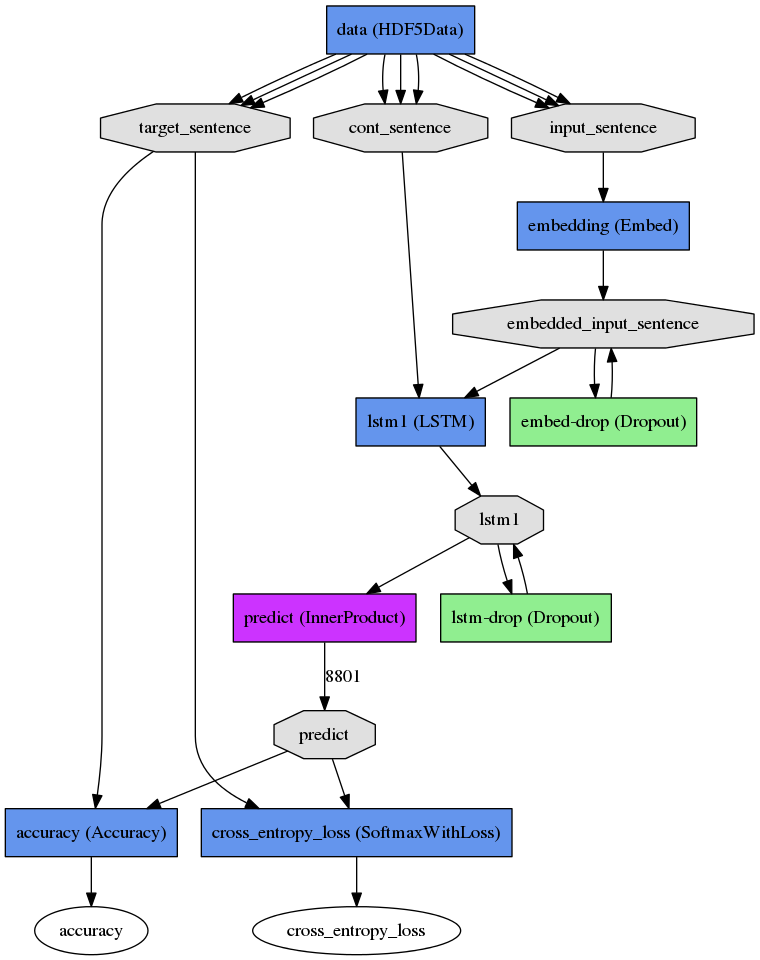 data (HDF5Data)
target_sentence
cont_sentence
input_sentence
embedding (Embed)
embedded_input_sentence
lstm1 (LSTM)
embed-drop (Dropout)
lstm1
predict (InnerProduct)
lstm-drop (Dropout)
8801
predict
accuracy (Accuracy)
cross_entropy_loss (SoftmaxWithLoss)
accuracy
cross_entropy_loss